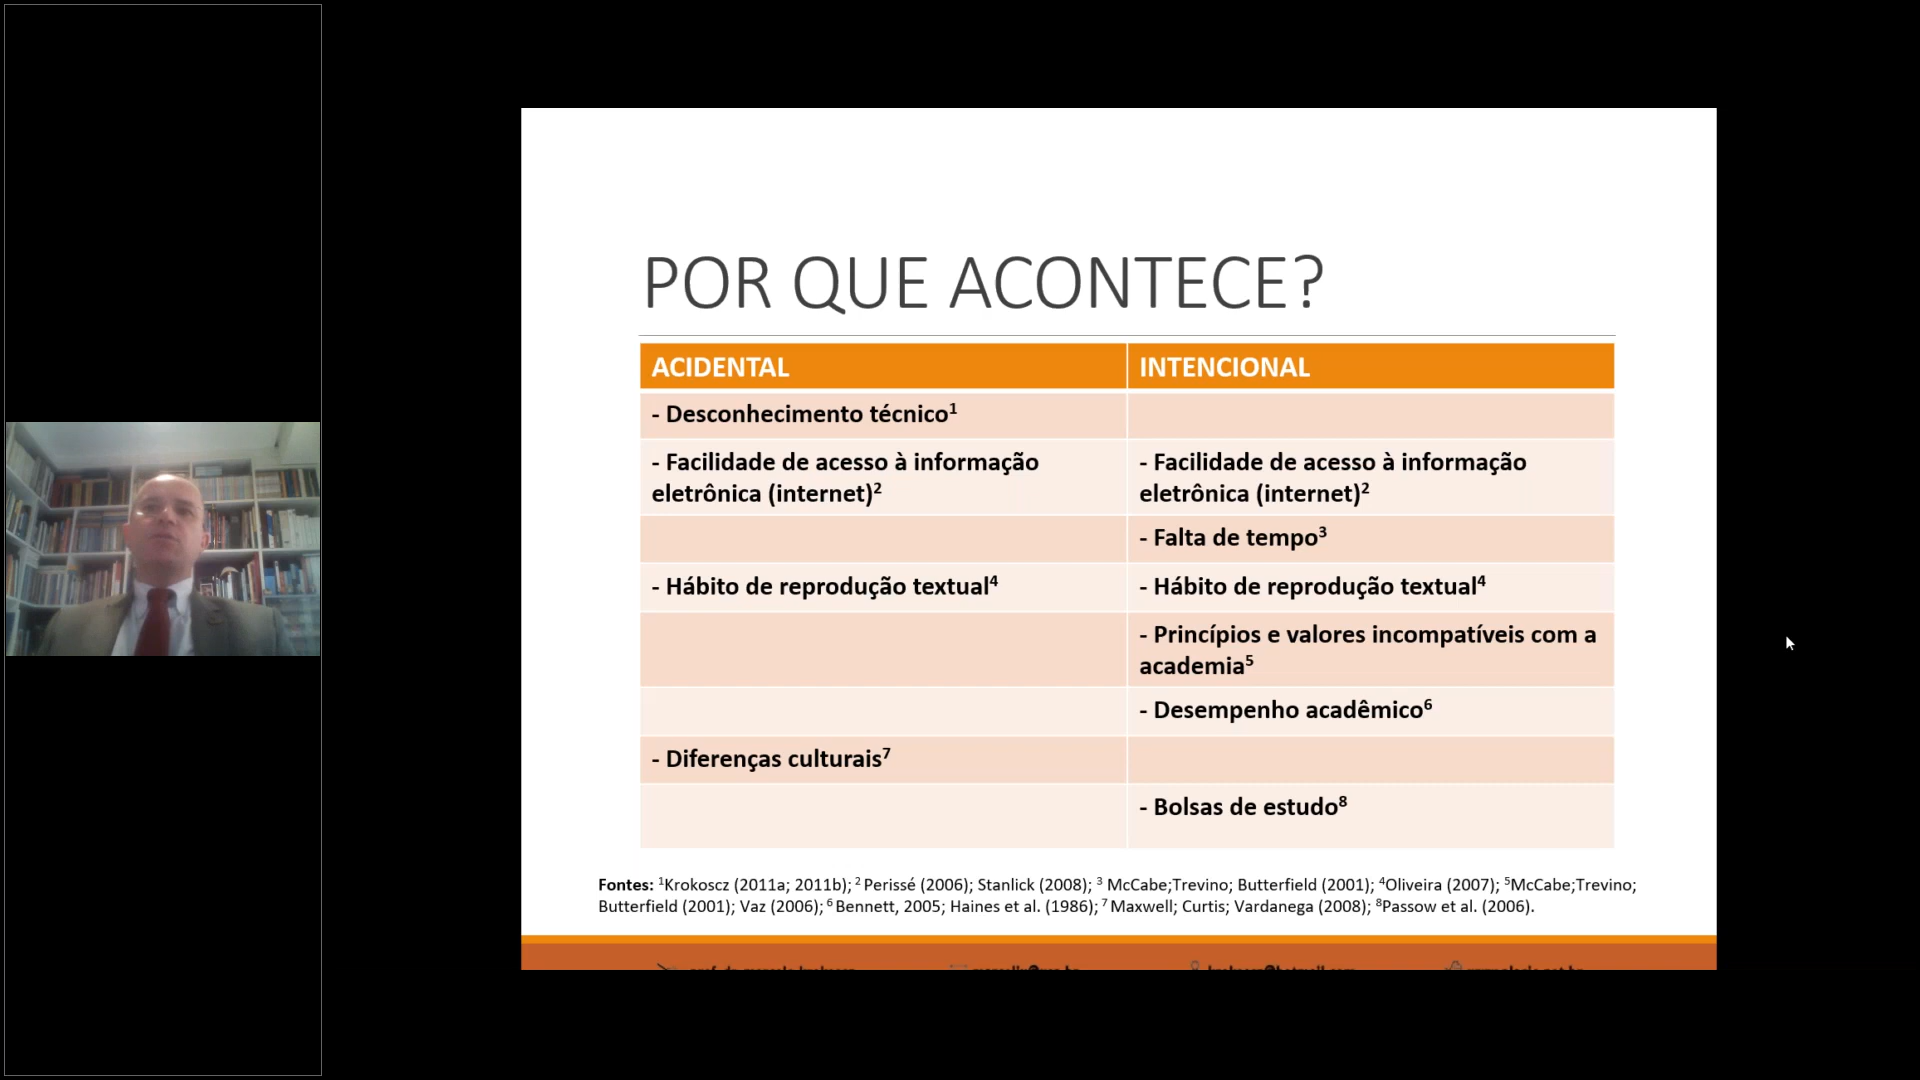 POR QUE ACONTECE?
ACIDENTAL
INTENCIONAL
- Desconhecimento técnico¹
- Facilidade de acesso à informação
eletrônica (internet)²
- Facilidade de acesso à informação
eletrônica (internet)²
- Falta de tempo³
- Hábito de reprodução textual⁴
- Hábito de reprodução textual⁴
- Princípios e valores incompatíveis com a
academia⁵
- Desempenho acadêmico⁶
- Diferenças culturais⁷
- Bolsas de estudo⁸
Fontes: ¹Krokoscz (2011a; 2011b); ² Perissé (2006); Stanlick (2008); ³ McCabe;Trevino; Butterfield (2001); ⁴Oliveira (2007); ⁵McCabe;Trevino;
Butterfield (2001); Vaz (2006); ⁶ Bennett, 2005; Haines et al. (1986); ⁷ Maxwell; Curtis; Vardanega (2008); ⁸Passow et al. (2006).